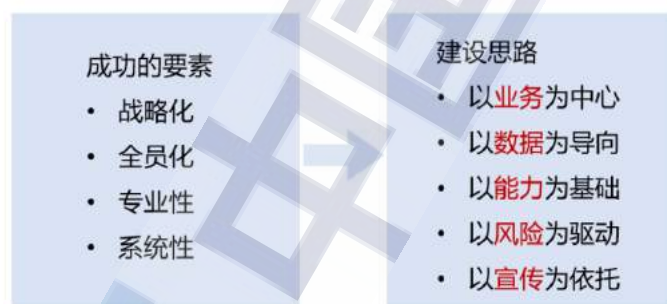 成功的要素
• 战略化
• 全员化
• 专业性
• 系统性
建设思路
• 以业务为中心
• 以数据为导向
• 以能力为基础
• 以风险为驱动
• 以宣传为依托